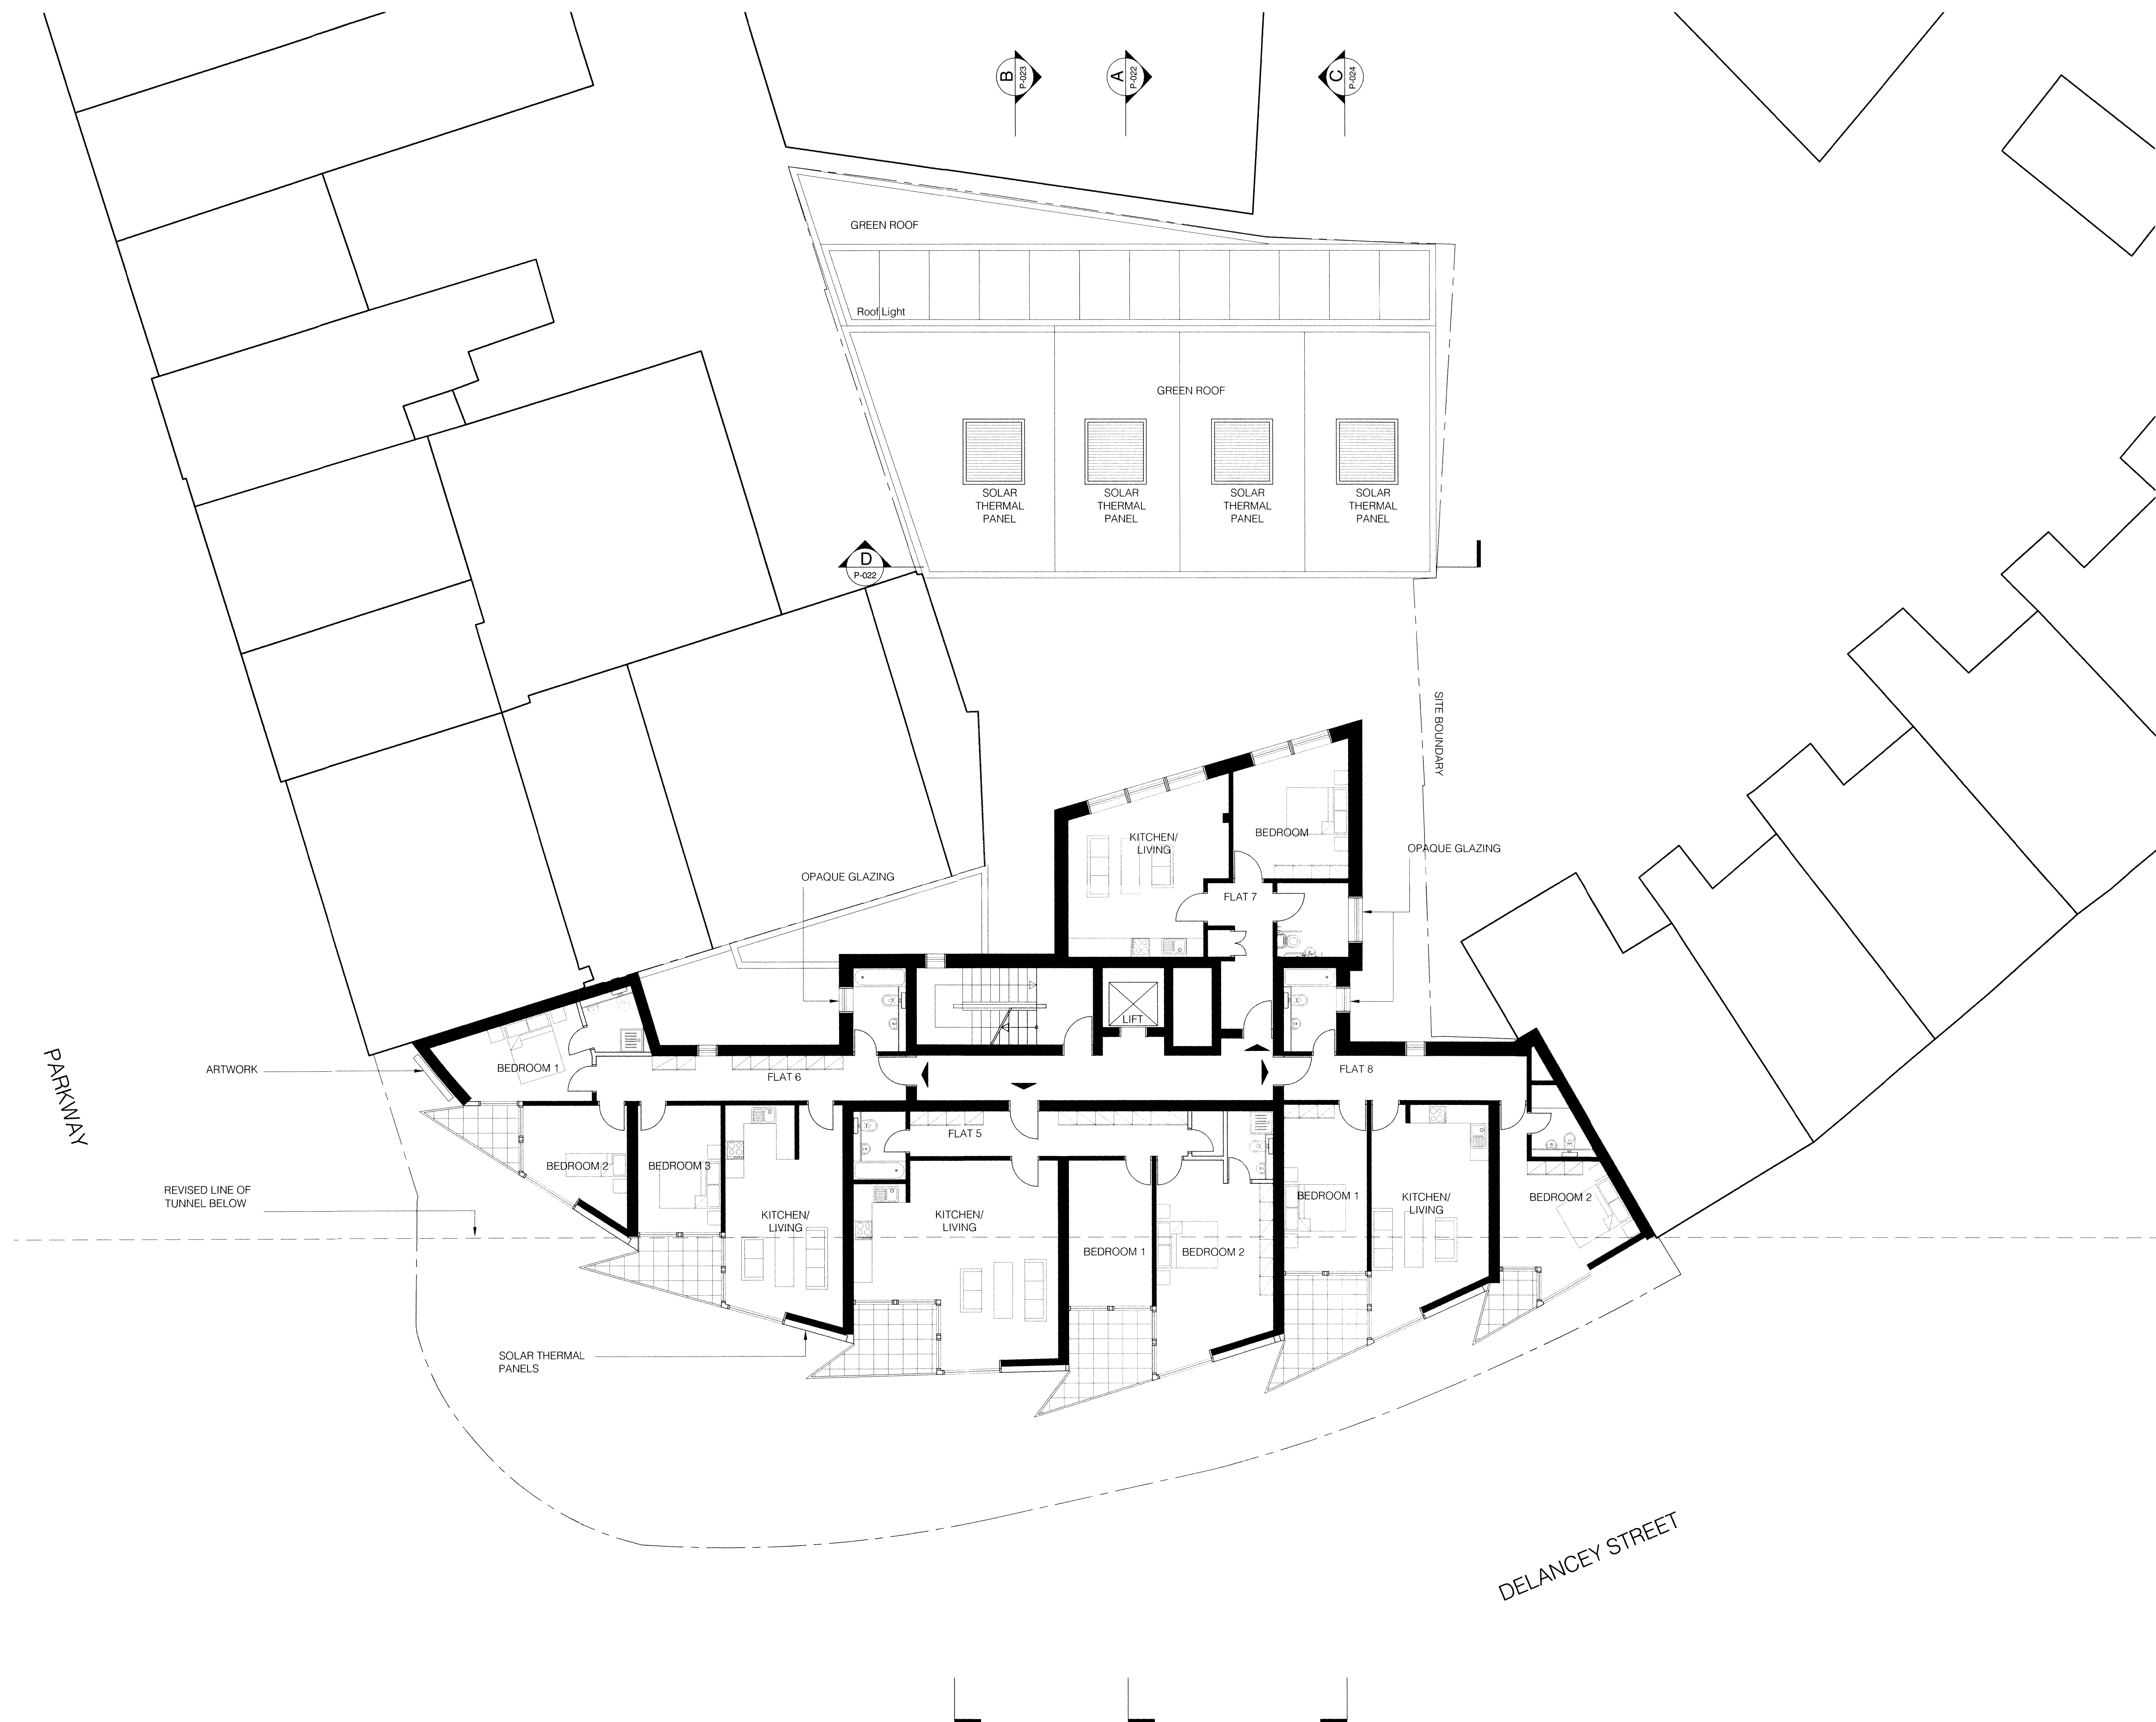 B
P-023
A
P-022
C
P-024
GREEN ROOF
Roof Light
GREEN ROOF
SOLAR
THERMAL
PANEL
SOLAR
THERMAL
PANEL
SOLAR
THERMAL
PANEL
SOLAR
THERMAL
PANEL
D
P-022
SITE BOUNDARY
KITCHEN/
LIVING
BEDROOM
OPAQUE GLAZING
OPAQUE GLAZING
FLAT 7
LIFT
PARKWAY
ARTWORK
BEDROOM 1
FLAT 6
FLAT 8
FLAT 5
BEDROOM 2
BEDROOM 3
REVISED LINE OF
TUNNEL BELOW
KITCHEN/
LIVING
KITCHEN/
LIVING
BEDROOM 1
BEDROOM 2
BEDROOM 1
KITCHEN/
LIVING
BEDROOM 2
SOLAR THERMAL
PANELS
DELANCEY STREET